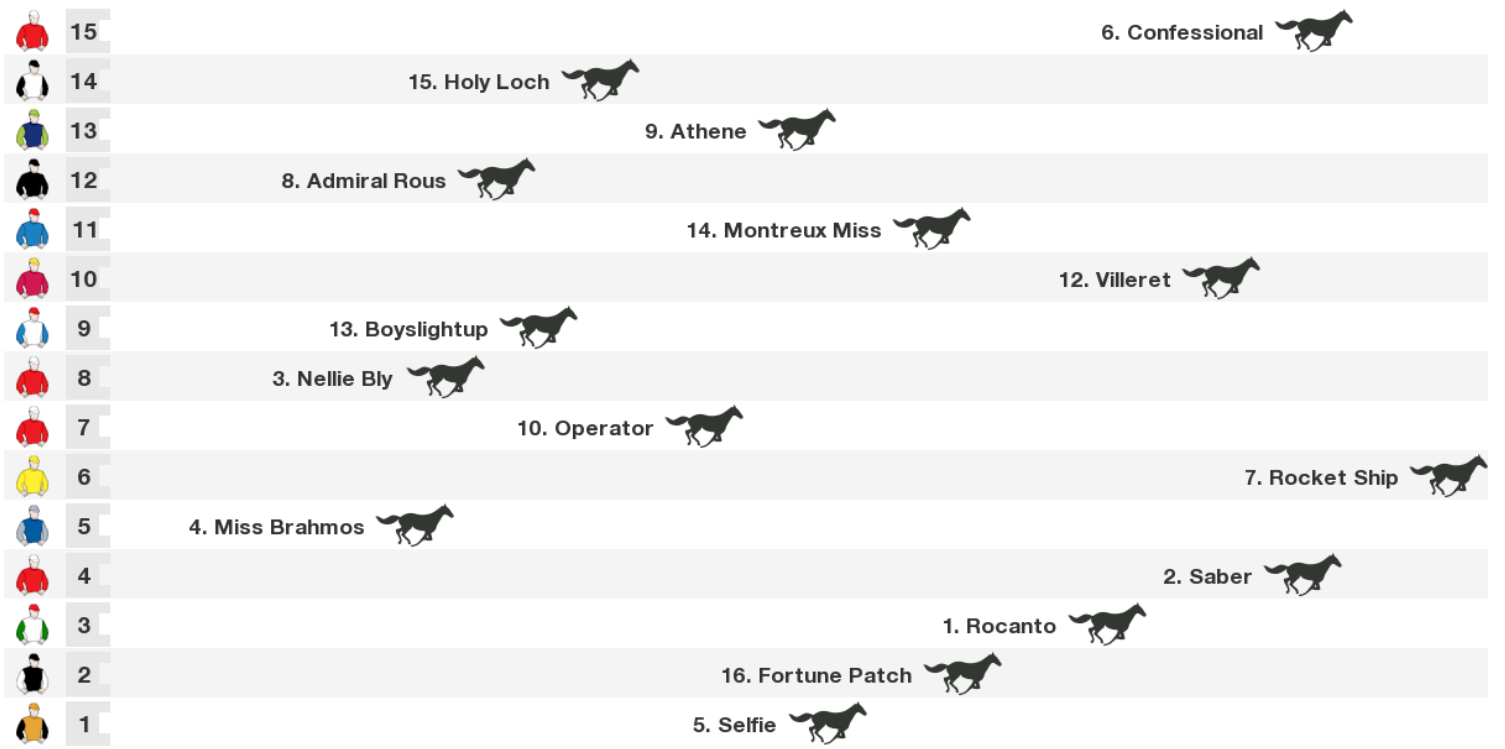 15 6. Confessional
14 15. Holy Loch
13 9. Athene
12 8. Admiral Rous
11 14. Montreux Miss
10 12. Villeret
9 13. Boyslightup
8 3. Nellie Bly
7 10. Operator
6 7. Rocket Ship
5 4. Miss Brahmos
4 2. Saber
3 1. Rocanto
2 16. Fortune Patch
1 5. Selfie